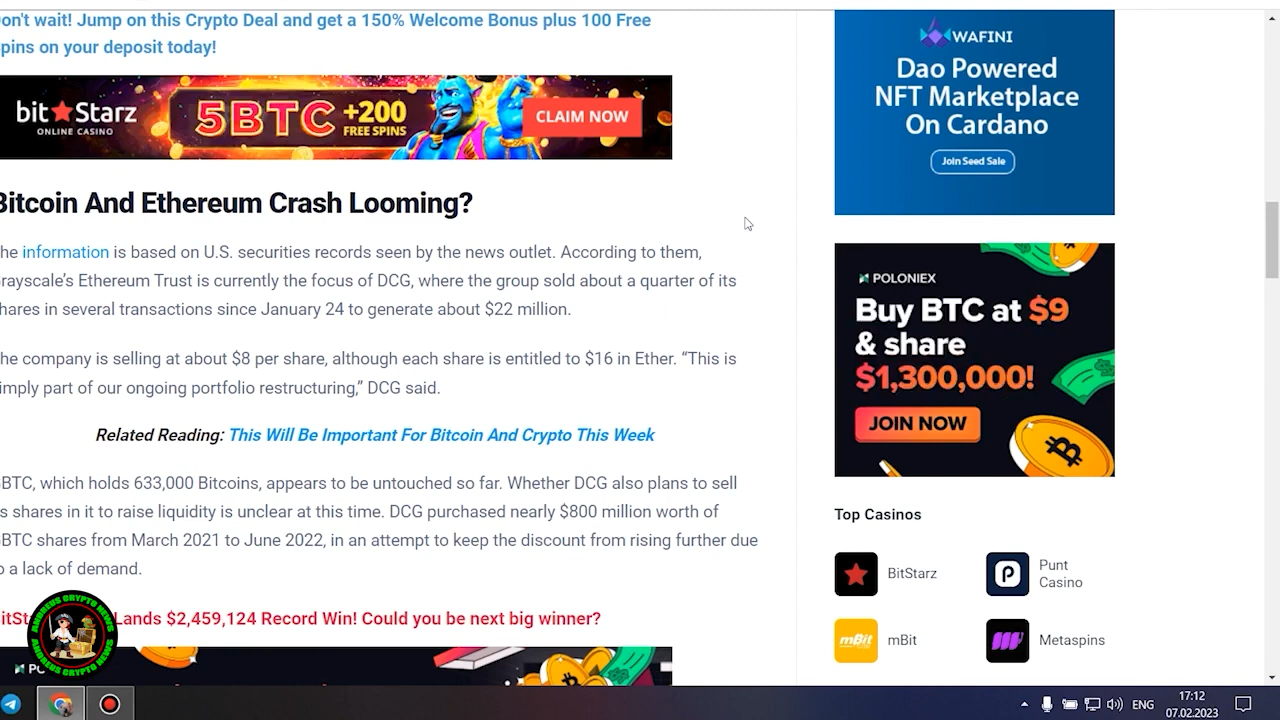 on't wait! Jump on this Crypto Deal and get a 150% Welcome Bonus plus 100 Free
pins on your deposit today!
bit Starz
ONLINE CASINO
5BTC +200
FREE SPINS
CLAIM NOW
Bitcoin And Ethereum Crash Looming?
he information is based on U.S. securities records seen by the news outlet. According to them,
rayscale's Ethereum Trust is currently the focus of DCG, where the group sold about a quarter of its
hares in several transactions since January 24 to generate about $22 million.
he company is selling at about $8 per share, although each share is entitled to $16 in Ether. “This is
imply part of our ongoing portfolio restructuring,” DCG said.
Related Reading: This Will Be Important For Bitcoin And Crypto This Week
BTC, which holds 633,000 Bitcoins, appears to be untouched so far. Whether DCG also plans to sell
s shares in it to raise liquidity is unclear at this time. DCG purchased nearly $800 million worth of
BTC shares from March 2021 to June 2022, in an attempt to keep the discount from rising further due
o a lack of demand.
itSt Lands $2,459,124 Record Win! Could you be next big winner?
ANDREUS CRYPTO NEWS
ANDREUS CRYPTO NEWS
PO
WAFINI
Dao Powered
NFT Marketplace
On Cardano
Join Seed Sale
POLONIEX
Buy BTC at $9
& share
$1,300,000!
JOIN NOW
Top Casinos
BitStarz
Punt
Casino
mBit
mBit
Metaspins
ENG
17:12
07.02.2023